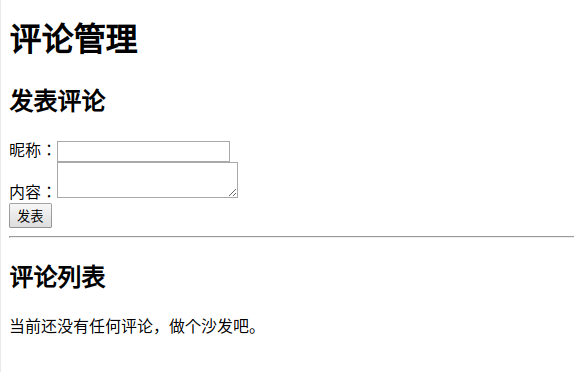 评论管理
发表评论
昵称：
内容：
发表
评论列表
当前还没有任何评论，做个沙发吧。